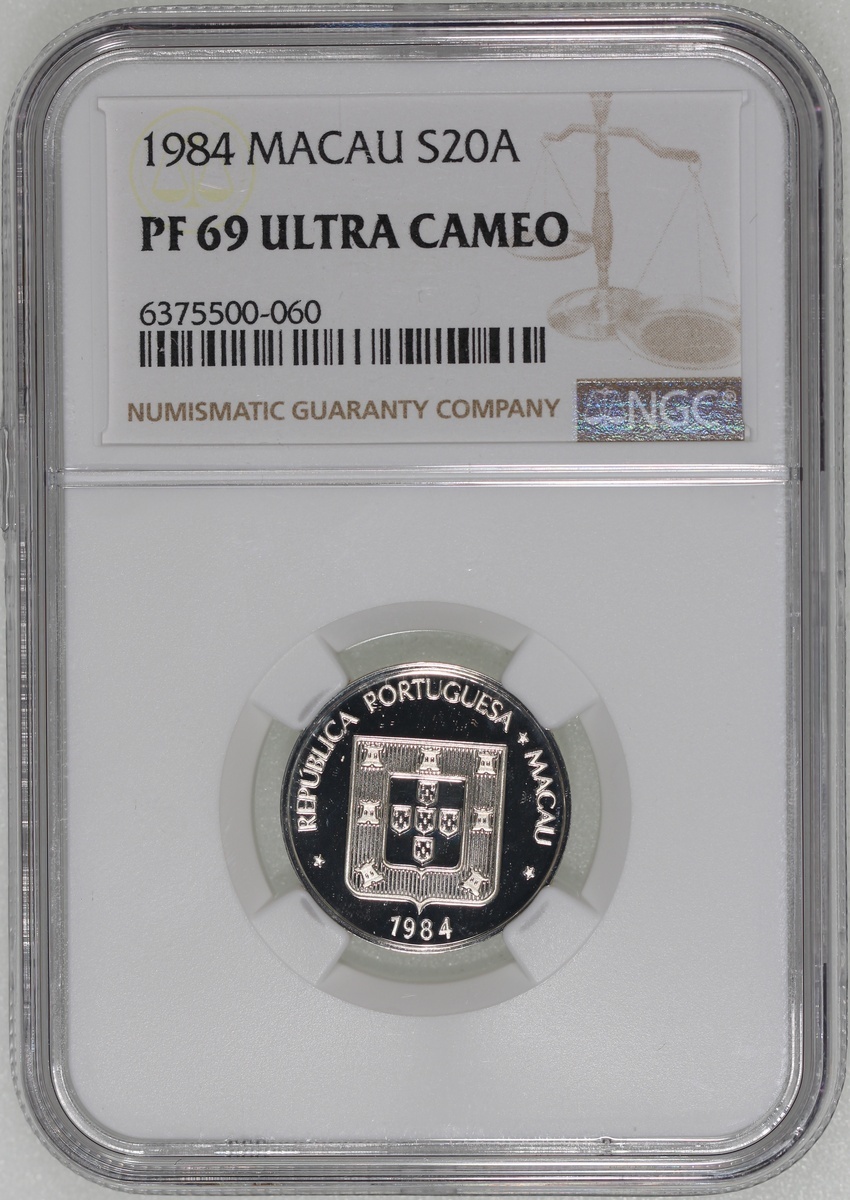 1984 MACAU S20A
PF 69 ULTRA CAMEO
6375500-060
NUMISMATIC GUARANTY COMPANY
NGC®
REPÚBLICA PORTUGUESA ★ MACAU ★
★ 1984